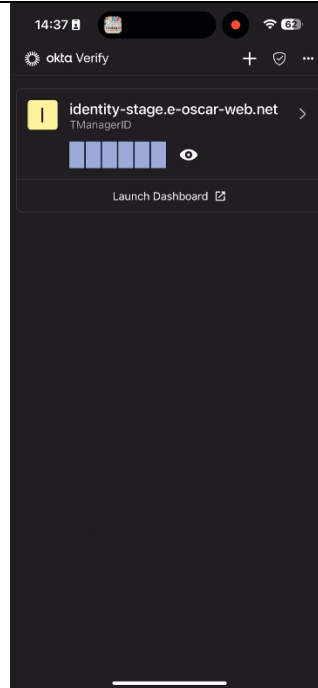 14:37
62
okta Verify
I
identity-stage.e-oscar-web.net
TManagerID
Launch Dashboard